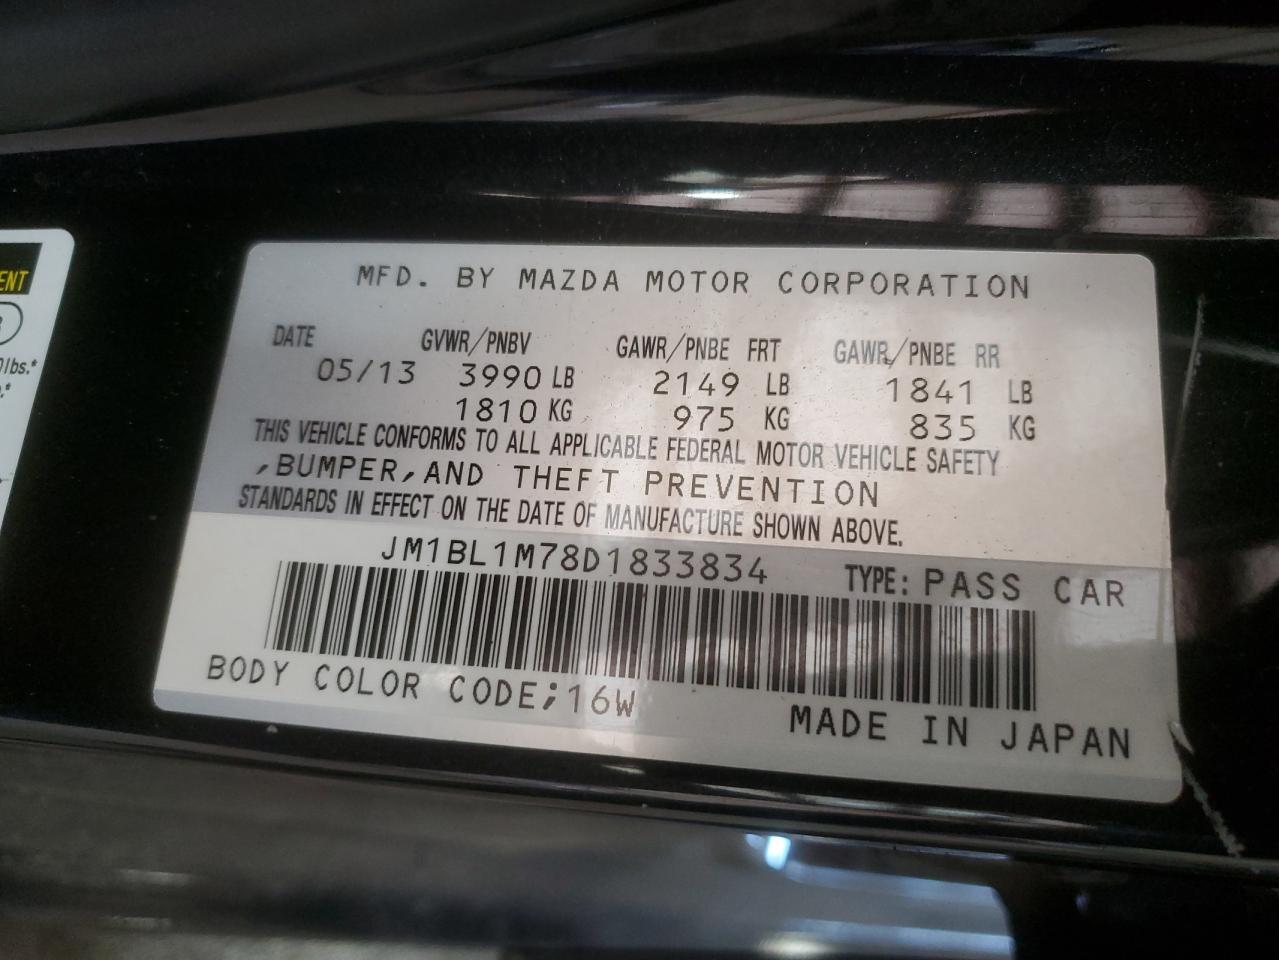 MFD. BY MAZDA MOTOR CORPORATION
DATE GVWR/PNBV GAWR/PNBE FRT GAWR/PNBE RR
05/13 3990 LB 2149 LB 1841 LB
1810 KG 975 KG 835 KG
THIS VEHICLE CONFORMS TO ALL APPLICABLE FEDERAL MOTOR VEHICLE SAFETY
,BUMPER,AND THEFT PREVENTION
STANDARDS IN EFFECT ON THE DATE OF MANUFACTURE SHOWN ABOVE.
JM1BL1M78D1833834 TYPE: PASS CAR
BODY COLOR CODE;16W
MADE IN JAPAN
lbs.*